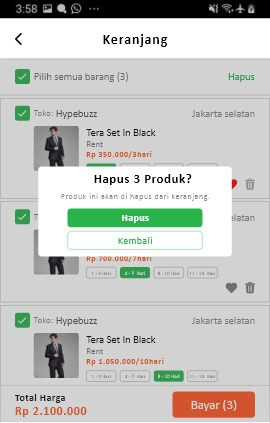 3:58
Keranjang
Pilih semua barang (3)
Hapus
Toko: Hypebuzz
Jakarta selatan
Tera Set In Black
Rent
Rp 350.000/3hari
Hapus 3 Produk?
Produk ini akan di hapus dari keranjang.
Hapus
Kembali
Rp 700.000/7hari
1 - 3 Hari
4 - 7 Hari
8 - 10 Hari
11 - 14 Hari
Toko: Hypebuzz
Jakarta selatan
Tera Set In Black
Rent
Rp 1.050.000/10hari
1 - 3 Hari
4 - 7 Hari
8 - 10 Hari
11 - 14 Hari
Total Harga
Rp 2.100.000
Bayar (3)